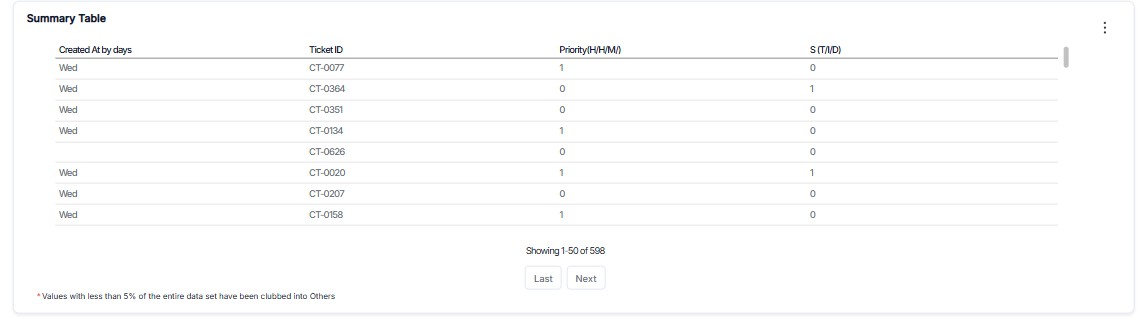 Summary Table
Created At by days Ticket ID Priority(H/H/M/) S (T/I/D)
Wed CT-0077 1 0
Wed CT-0364 0 1
Wed CT-0351 0 0
Wed CT-0134 1 0
CT-0626 0 0
Wed CT-0020 1 1
Wed CT-0207 0 0
Wed CT-0158 1 0
Showing 1-50 of 598
Last Next
* Values with less than 5% of the entire data set have been clubbed into Others